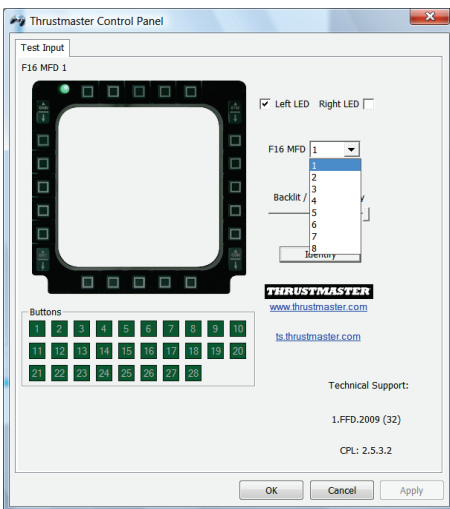 Thrustmaster Control Panel
Test Input
F16 MFD 1
Left LED Right LED
F16 MFD 1
1
2
3
4
5
6
7
8
Backlit / y
Identify
THRUSTMASTER
www.thrustmaster.com
ts.thrustmaster.com
Buttons
1 2 3 4 5 6 7 8 9 10
11 12 13 14 15 16 17 18 19 20
21 22 23 24 25 26 27 28
Technical Support:
1.FFD.2009 (32)
CPL: 2.5.3.2
OK Cancel Apply